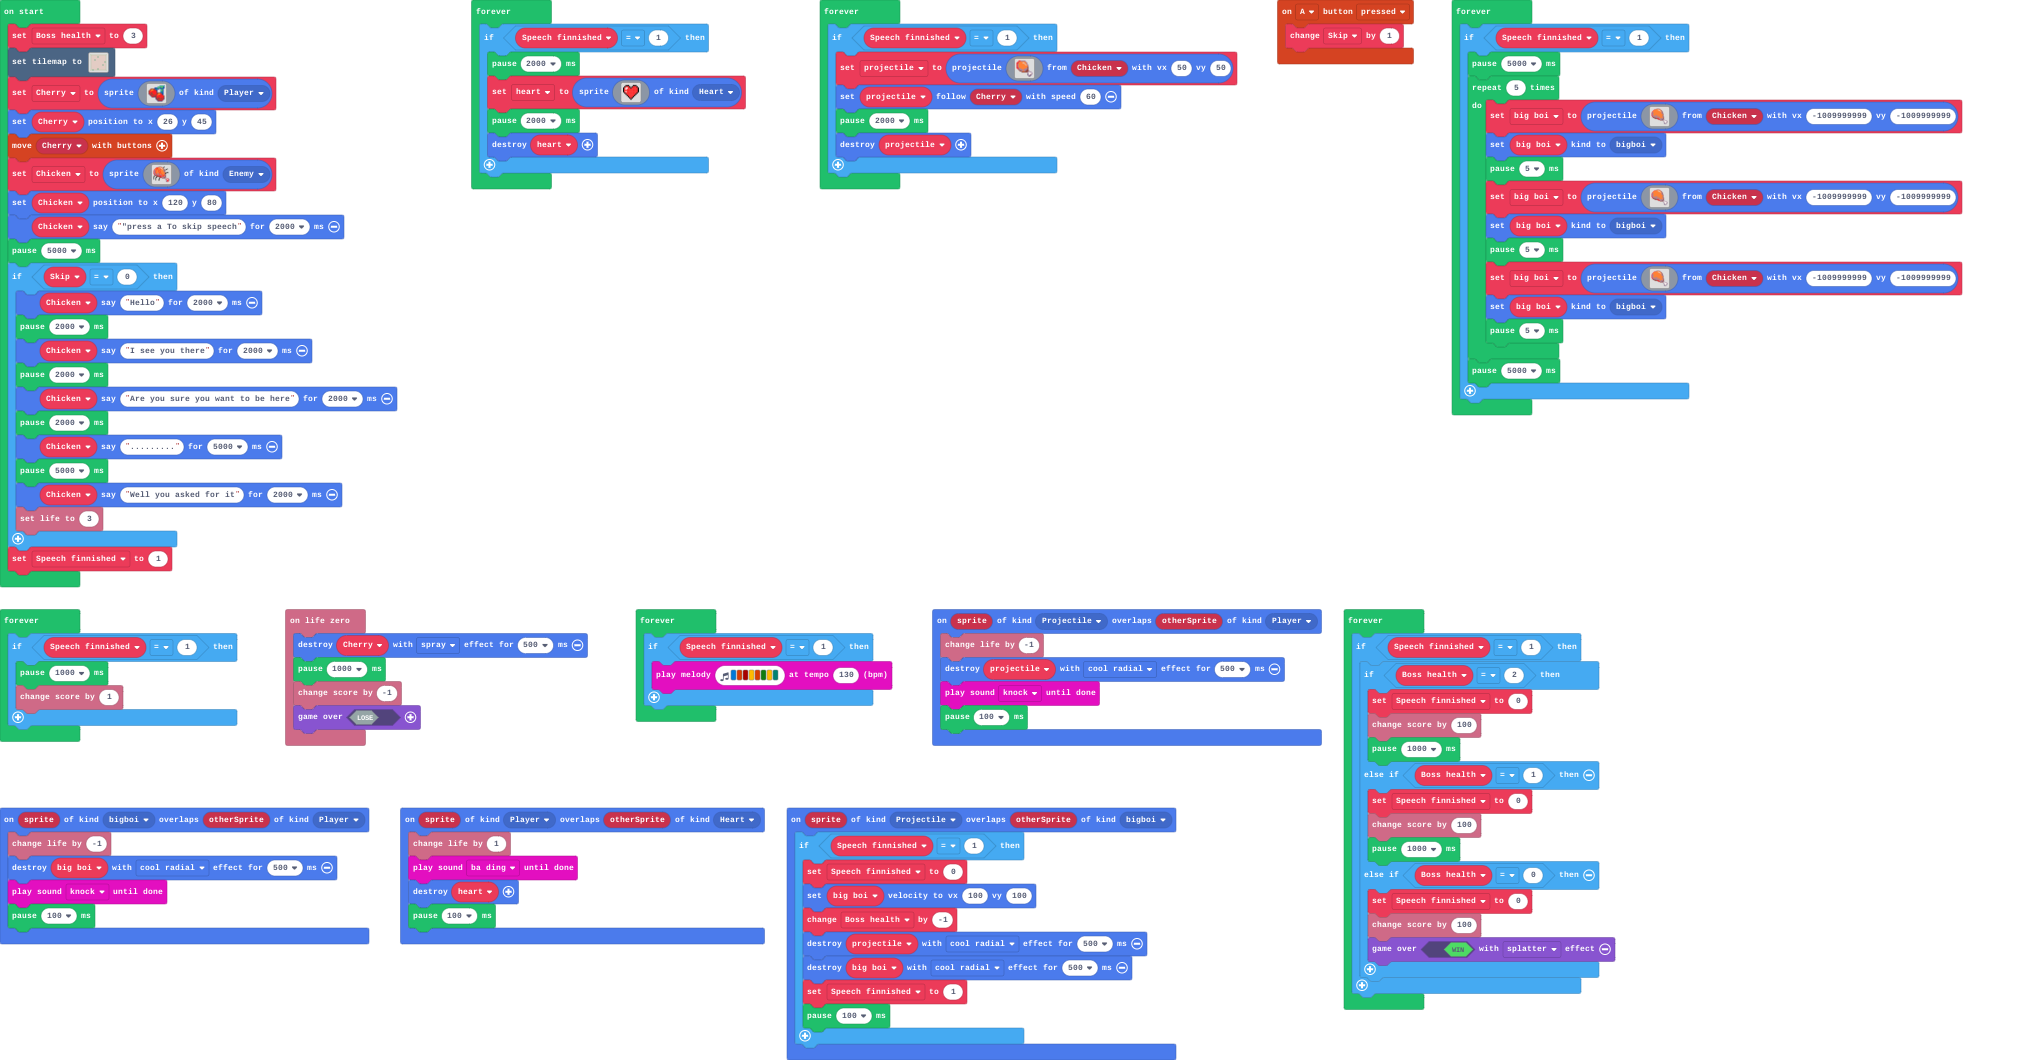 on start
set Boss health to 3
set tilemap to
set Cherry to sprite of kind Player
set Cherry position to x 26 y 45
move Cherry with buttons
set Chicken to sprite of kind Enemy
set Chicken position to x 120 y 80
Chicken say ""press a To skip speech" for 2000 ms
pause 5000 ms
if Skip = 0 then
Chicken say "Hello" for 2000 ms
pause 2000 ms
Chicken say "I see you there" for 2000 ms
pause 2000 ms
Chicken say "Are you sure you want to be here" for 2000 ms
pause 2000 ms
Chicken say "........." for 5000 ms
pause 5000 ms
Chicken say "Well you asked for it" for 2000 ms
set life to 3
set Speech finnished to 1
forever
if Speech finnished = 1 then
pause 2000 ms
set heart to sprite of kind Heart
pause 2000 ms
destroy heart
forever
if Speech finnished = 1 then
set projectile to projectile from Chicken with vx 50 vy 50
set projectile follow Cherry with speed 60
pause 2000 ms
destroy projectile
on A button pressed
change Skip by 1
forever
if Speech finnished = 1 then
pause 5000 ms
repeat 5 times
do
set big boi to projectile from Chicken with vx -1009999999 vy -1009999999
set big boi kind to bigboi
pause 5 ms
set big boi to projectile from Chicken with vx -1009999999 vy -1009999999
set big boi kind to bigboi
pause 5 ms
set big boi to projectile from Chicken with vx -1009999999 vy -1009999999
set big boi kind to bigboi
pause 5 ms
pause 5000 ms
forever
if Speech finnished = 1 then
pause 1000 ms
change score by 1
on life zero
destroy Cherry with spray effect for 500 ms
pause 1000 ms
change score by -1
game over LOSE
forever
if Speech finnished = 1 then
play melody at tempo 130 (bpm)
on sprite of kind Projectile overlaps otherSprite of kind Player
change life by -1
destroy projectile with cool radial effect for 500 ms
play sound knock until done
pause 100 ms
forever
if Speech finnished = 1 then
if Boss health = 2 then
set Speech finnished to 0
change score by 100
pause 1000 ms
else if Boss health = 1 then
set Speech finnished to 0
change score by 100
pause 1000 ms
else if Boss health = 0 then
set Speech finnished to 0
change score by 100
game over WIN with splatter effect
on sprite of kind bigboi overlaps otherSprite of kind Player
change life by -1
destroy big boi with cool radial effect for 500 ms
play sound knock until done
pause 100 ms
on sprite of kind Player overlaps otherSprite of kind Heart
change life by 1
play sound ba ding until done
destroy heart
pause 100 ms
on sprite of kind Projectile overlaps otherSprite of kind bigboi
if Speech finnished = 1 then
set Speech finnished to 0
set big boi velocity to vx 100 vy 100
change Boss health by -1
destroy projectile with cool radial effect for 500 ms
destroy big boi with cool radial effect for 500 ms
set Speech finnished to 1
pause 100 ms